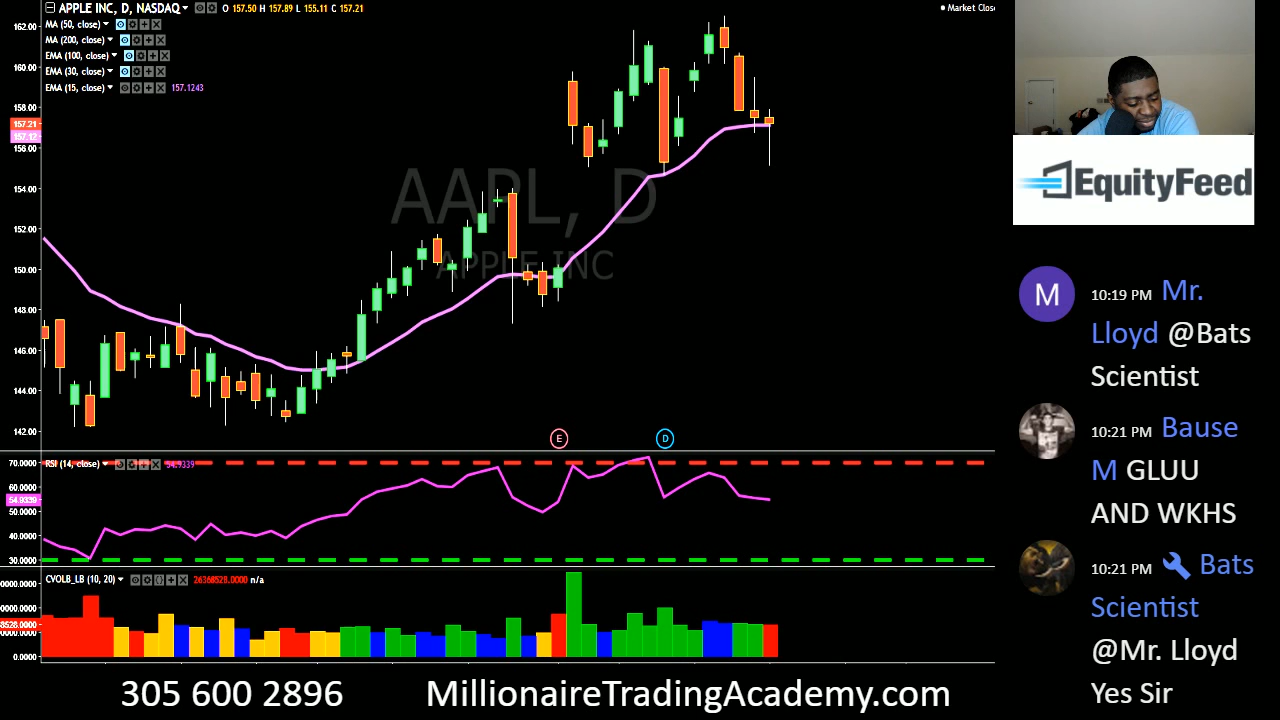 APPLE INC, D, NASDAQ O 157.50 H 157.89 L 155.11 C 157.21
Market Clos
MA (50, close)
MA (200, close)
EMA (100, close)
EMA (30, close)
EMA (15, close) 157.1243
162.00
160.00
158.00
157.21
157.12
156.00
154.00
152.00
150.00
148.00
146.00
144.00
142.00
AAPL, D
APPLE INC
E
D
RSI (14, close) 54.9339
70.0000
60.0000
54.9339
50.0000
40.0000
30.0000
CVOLB_LB (10, 20) 26368528.0000 n/a
0.0000
EquityFeed
M
10:19 PM Mr.
Lloyd @Bats
Scientist
10:21 PM Bause
M GLUU
AND WKHS
10:21 PM Bats
Scientist
@Mr. Lloyd
Yes Sir
305 600 2896 MillionaireTradingAcademy.com